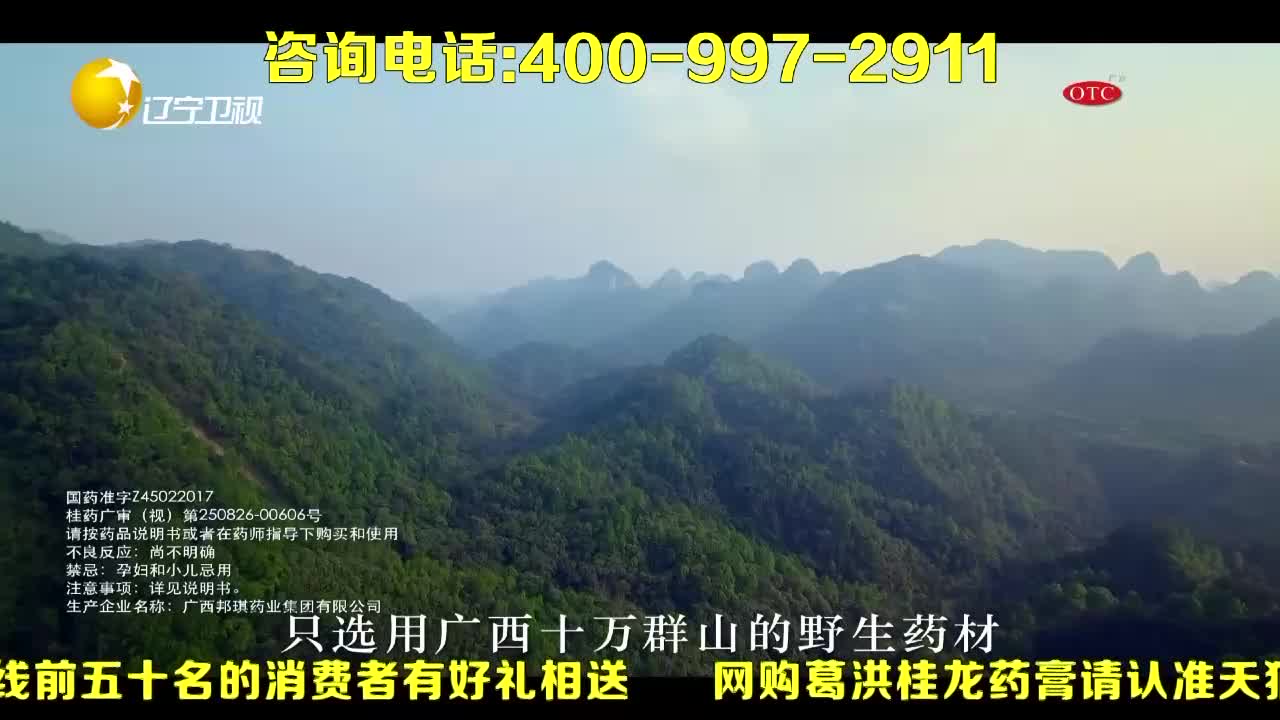 咨询电话:400-997-2911
辽宁卫视
广告
OTC
国药准字Z45022017
桂药广审（视）第250826-00606号
请按药品说明书或者在药师指导下购买和使用
不良反应：尚不明确
禁忌：孕妇和小儿忌用
注意事项：详见说明书。
生产企业名称：广西邦琪药业集团有限公司
只选用广西十万群山的野生药材
线前五十名的消费者有好礼相送 网购葛洪桂龙药膏请认准天猫